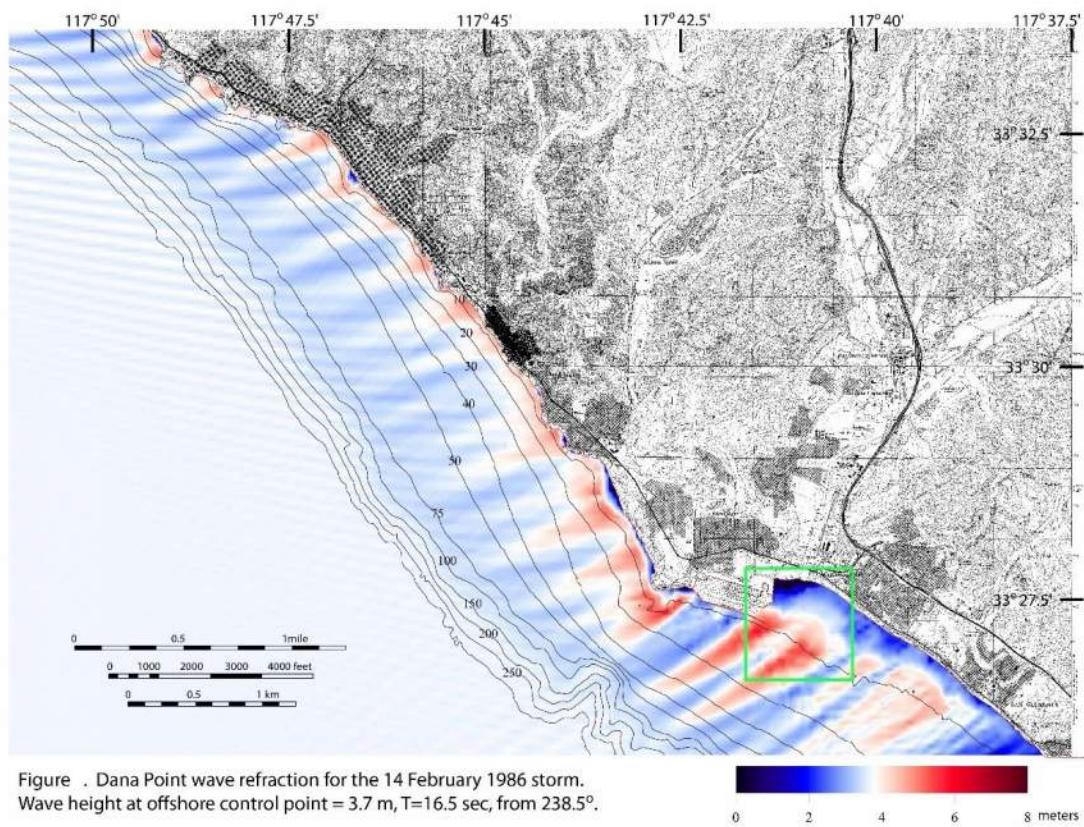 117° 50' 117°47.5' 117°45' 117°42.5' 117°40' 117°37.5'
33°32.5'
33°30'
33°27.5'
10
20
30
40
50
75
100
150
200
250
0 0.5 1mile
0 1000 2000 3000 4000 feet
0 0.5 1 km
Figure . Dana Point wave refraction for the 14 February 1986 storm.
Wave height at offshore control point = 3.7 m, T=16.5 sec, from 238.5°.
0 2 4 6 8 meters